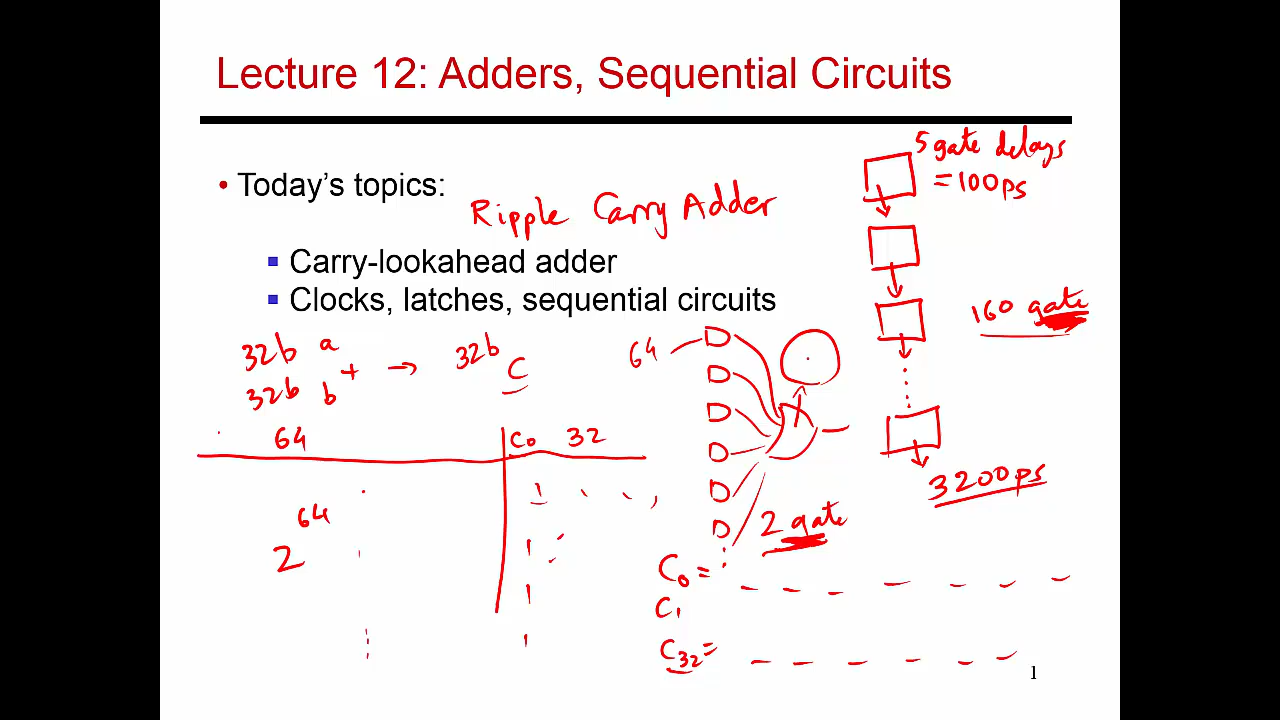 Lecture 12: Adders, Sequential Circuits
5 gate delays
= 100ps
• Today's topics:
Ripple Carry Adder
▪ Carry-lookahead adder
▪ Clocks, latches, sequential circuits
160 gate
32b a
32b b + → 32b C
64
64 C0 32
3200ps
2^64
2 gate
C0 =
C1
C32 =
1